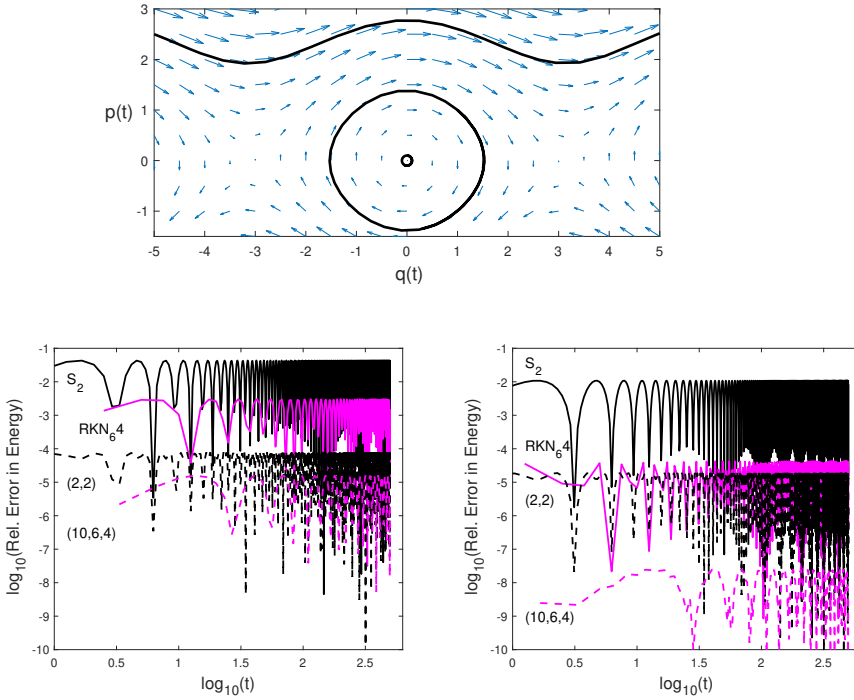 3
2
1
0
-1
p(t)
-5 -4 -3 -2 -1 0 1 2 3 4 5
q(t)
-1
-2
-3
-4
-5
-6
-7
-8
-9
-10
log₁₀(Rel. Error in Energy)
S₂
RKN₆4
(2,2)
(10,6,4)
0 0.5 1 1.5 2 2.5
log₁₀(t)
-1
-2
-3
-4
-5
-6
-7
-8
-9
-10
log₁₀(Rel. Error in Energy)
S₂
RKN₆4
(2,2)
(10,6,4)
0 0.5 1 1.5 2 2.5
log₁₀(t)